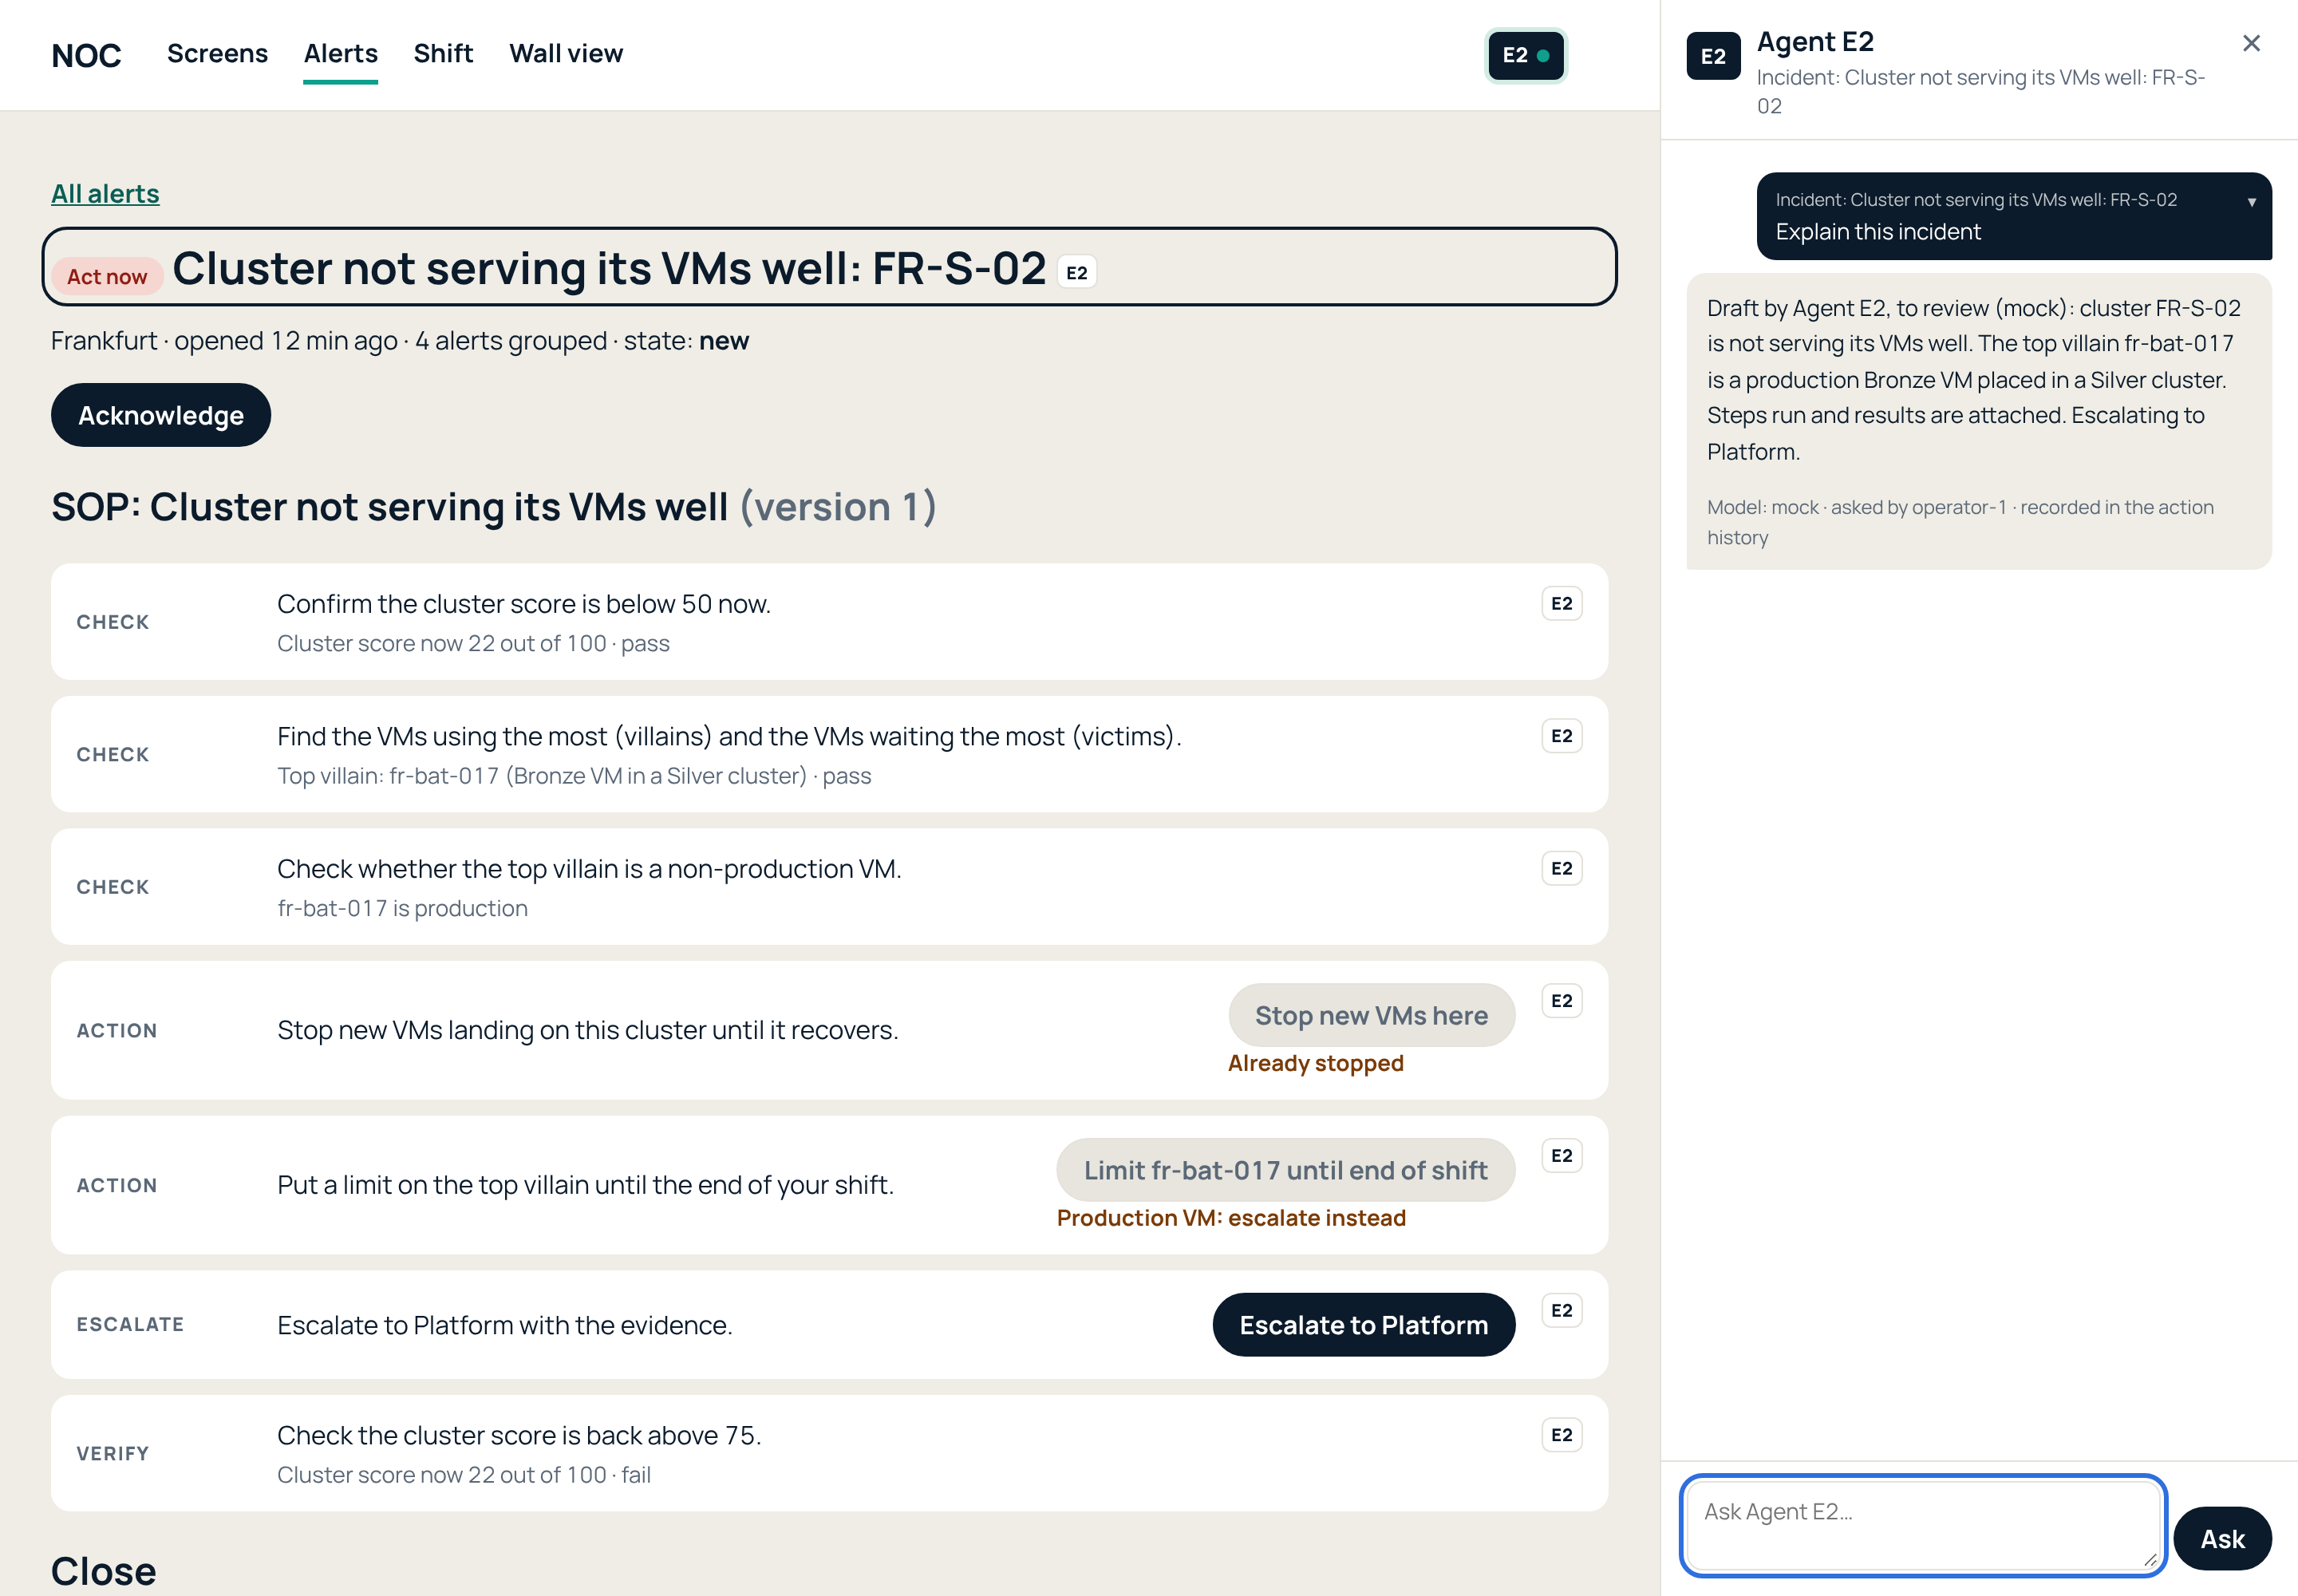 NOC Screens Alerts Shift Wall view E2
All alerts
Act now Cluster not serving its VMs well: FR-S-02 E2
Frankfurt · opened 12 min ago · 4 alerts grouped · state: new
Acknowledge
SOP: Cluster not serving its VMs well (version 1)
CHECK
Confirm the cluster score is below 50 now.
Cluster score now 22 out of 100 · pass
E2
CHECK
Find the VMs using the most (villains) and the VMs waiting the most (victims).
Top villain: fr-bat-017 (Bronze VM in a Silver cluster) · pass
E2
CHECK
Check whether the top villain is a non-production VM.
fr-bat-017 is production
E2
ACTION
Stop new VMs landing on this cluster until it recovers.
Stop new VMs here
Already stopped
E2
ACTION
Put a limit on the top villain until the end of your shift.
Limit fr-bat-017 until end of shift
Production VM: escalate instead
E2
ESCALATE
Escalate to Platform with the evidence.
Escalate to Platform
E2
VERIFY
Check the cluster score is back above 75.
Cluster score now 22 out of 100 · fail
E2
Close
E2
Agent E2
Incident: Cluster not serving its VMs well: FR-S-
02
Incident: Cluster not serving its VMs well: FR-S-02
Explain this incident
Draft by Agent E2, to review (mock): cluster FR-S-02
is not serving its VMs well. The top villain fr-bat-017
is a production Bronze VM placed in a Silver cluster.
Steps run and results are attached. Escalating to
Platform.
Model: mock · asked by operator-1 · recorded in the action
history
Ask Agent E2...
Ask